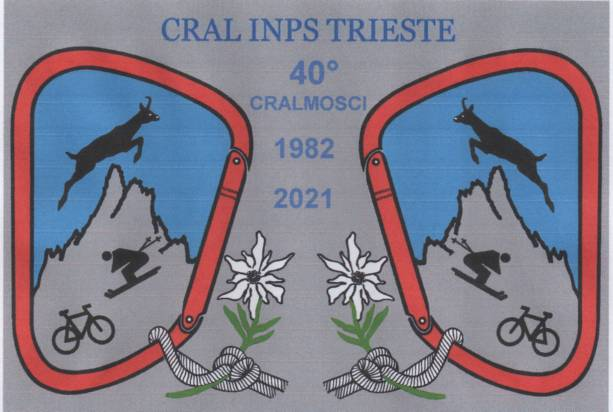 CRAL INPS TRIESTE
40°
CRALMOSCI
1982
2021